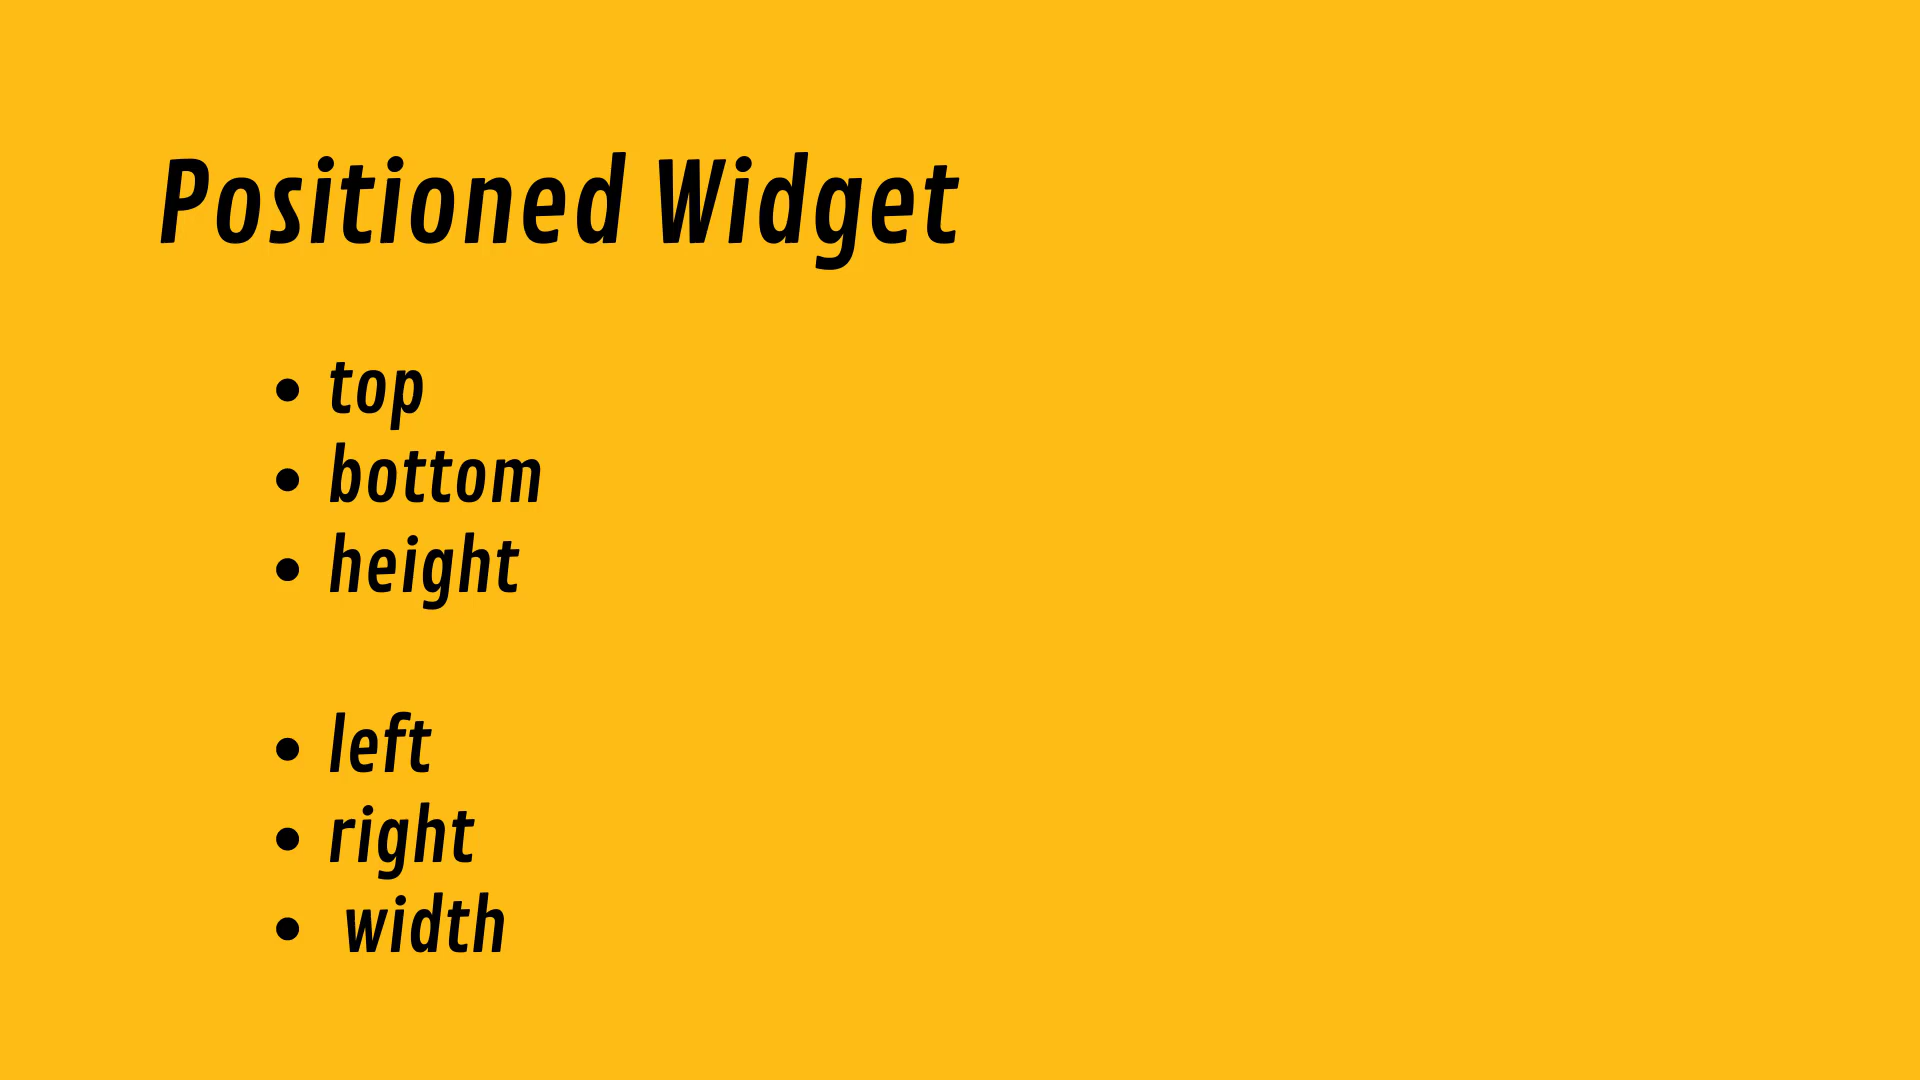 Positioned Widget
• top
• bottom
• height
• left
• right
• width